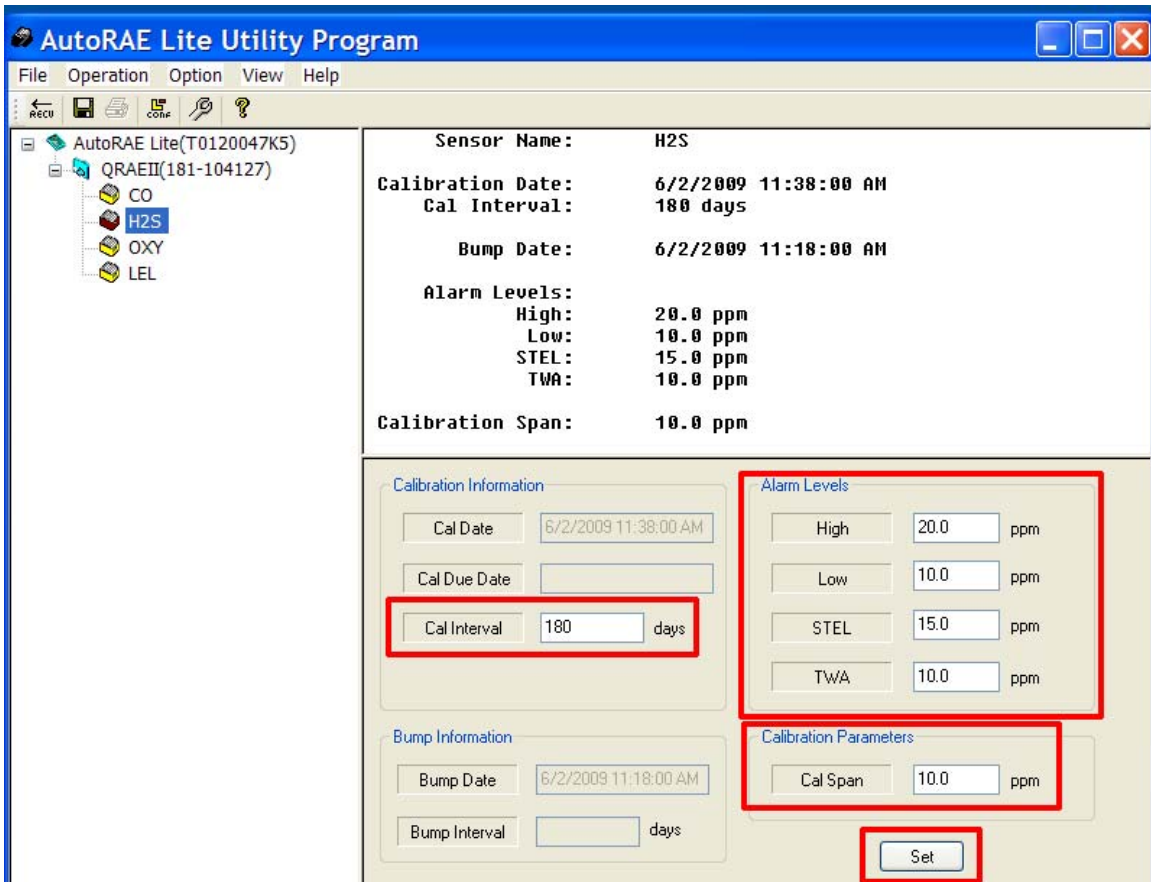 AutoRAE Lite Utility Program
File Operation Option View Help
RECV CONF
AutoRAE Lite(T0120047K5)
QRAEII(181-104127)
CO
H2S
OXY
LEL
Sensor Name: H2S
Calibration Date: 6/2/2009 11:38:00 AM
Cal Interval: 180 days
Bump Date: 6/2/2009 11:18:00 AM
Alarm Levels:
High: 20.0 ppm
Low: 10.0 ppm
STEL: 15.0 ppm
TWA: 10.0 ppm
Calibration Span: 10.0 ppm
Calibration Information
Cal Date 6/2/2009 11:38:00 AM
Cal Due Date
Cal Interval 180 days
Alarm Levels
High 20.0 ppm
Low 10.0 ppm
STEL 15.0 ppm
TWA 10.0 ppm
Bump Information
Bump Date 6/2/2009 11:18:00 AM
Bump Interval days
Calibration Parameters
Cal Span 10.0 ppm
Set